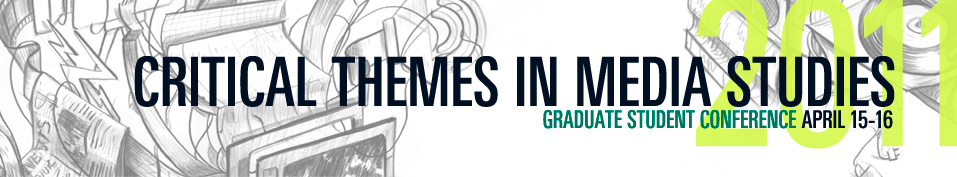 2011
CRITICAL THEMES IN MEDIA STUDIES
GRADUATE STUDENT CONFERENCE APRIL 15-16